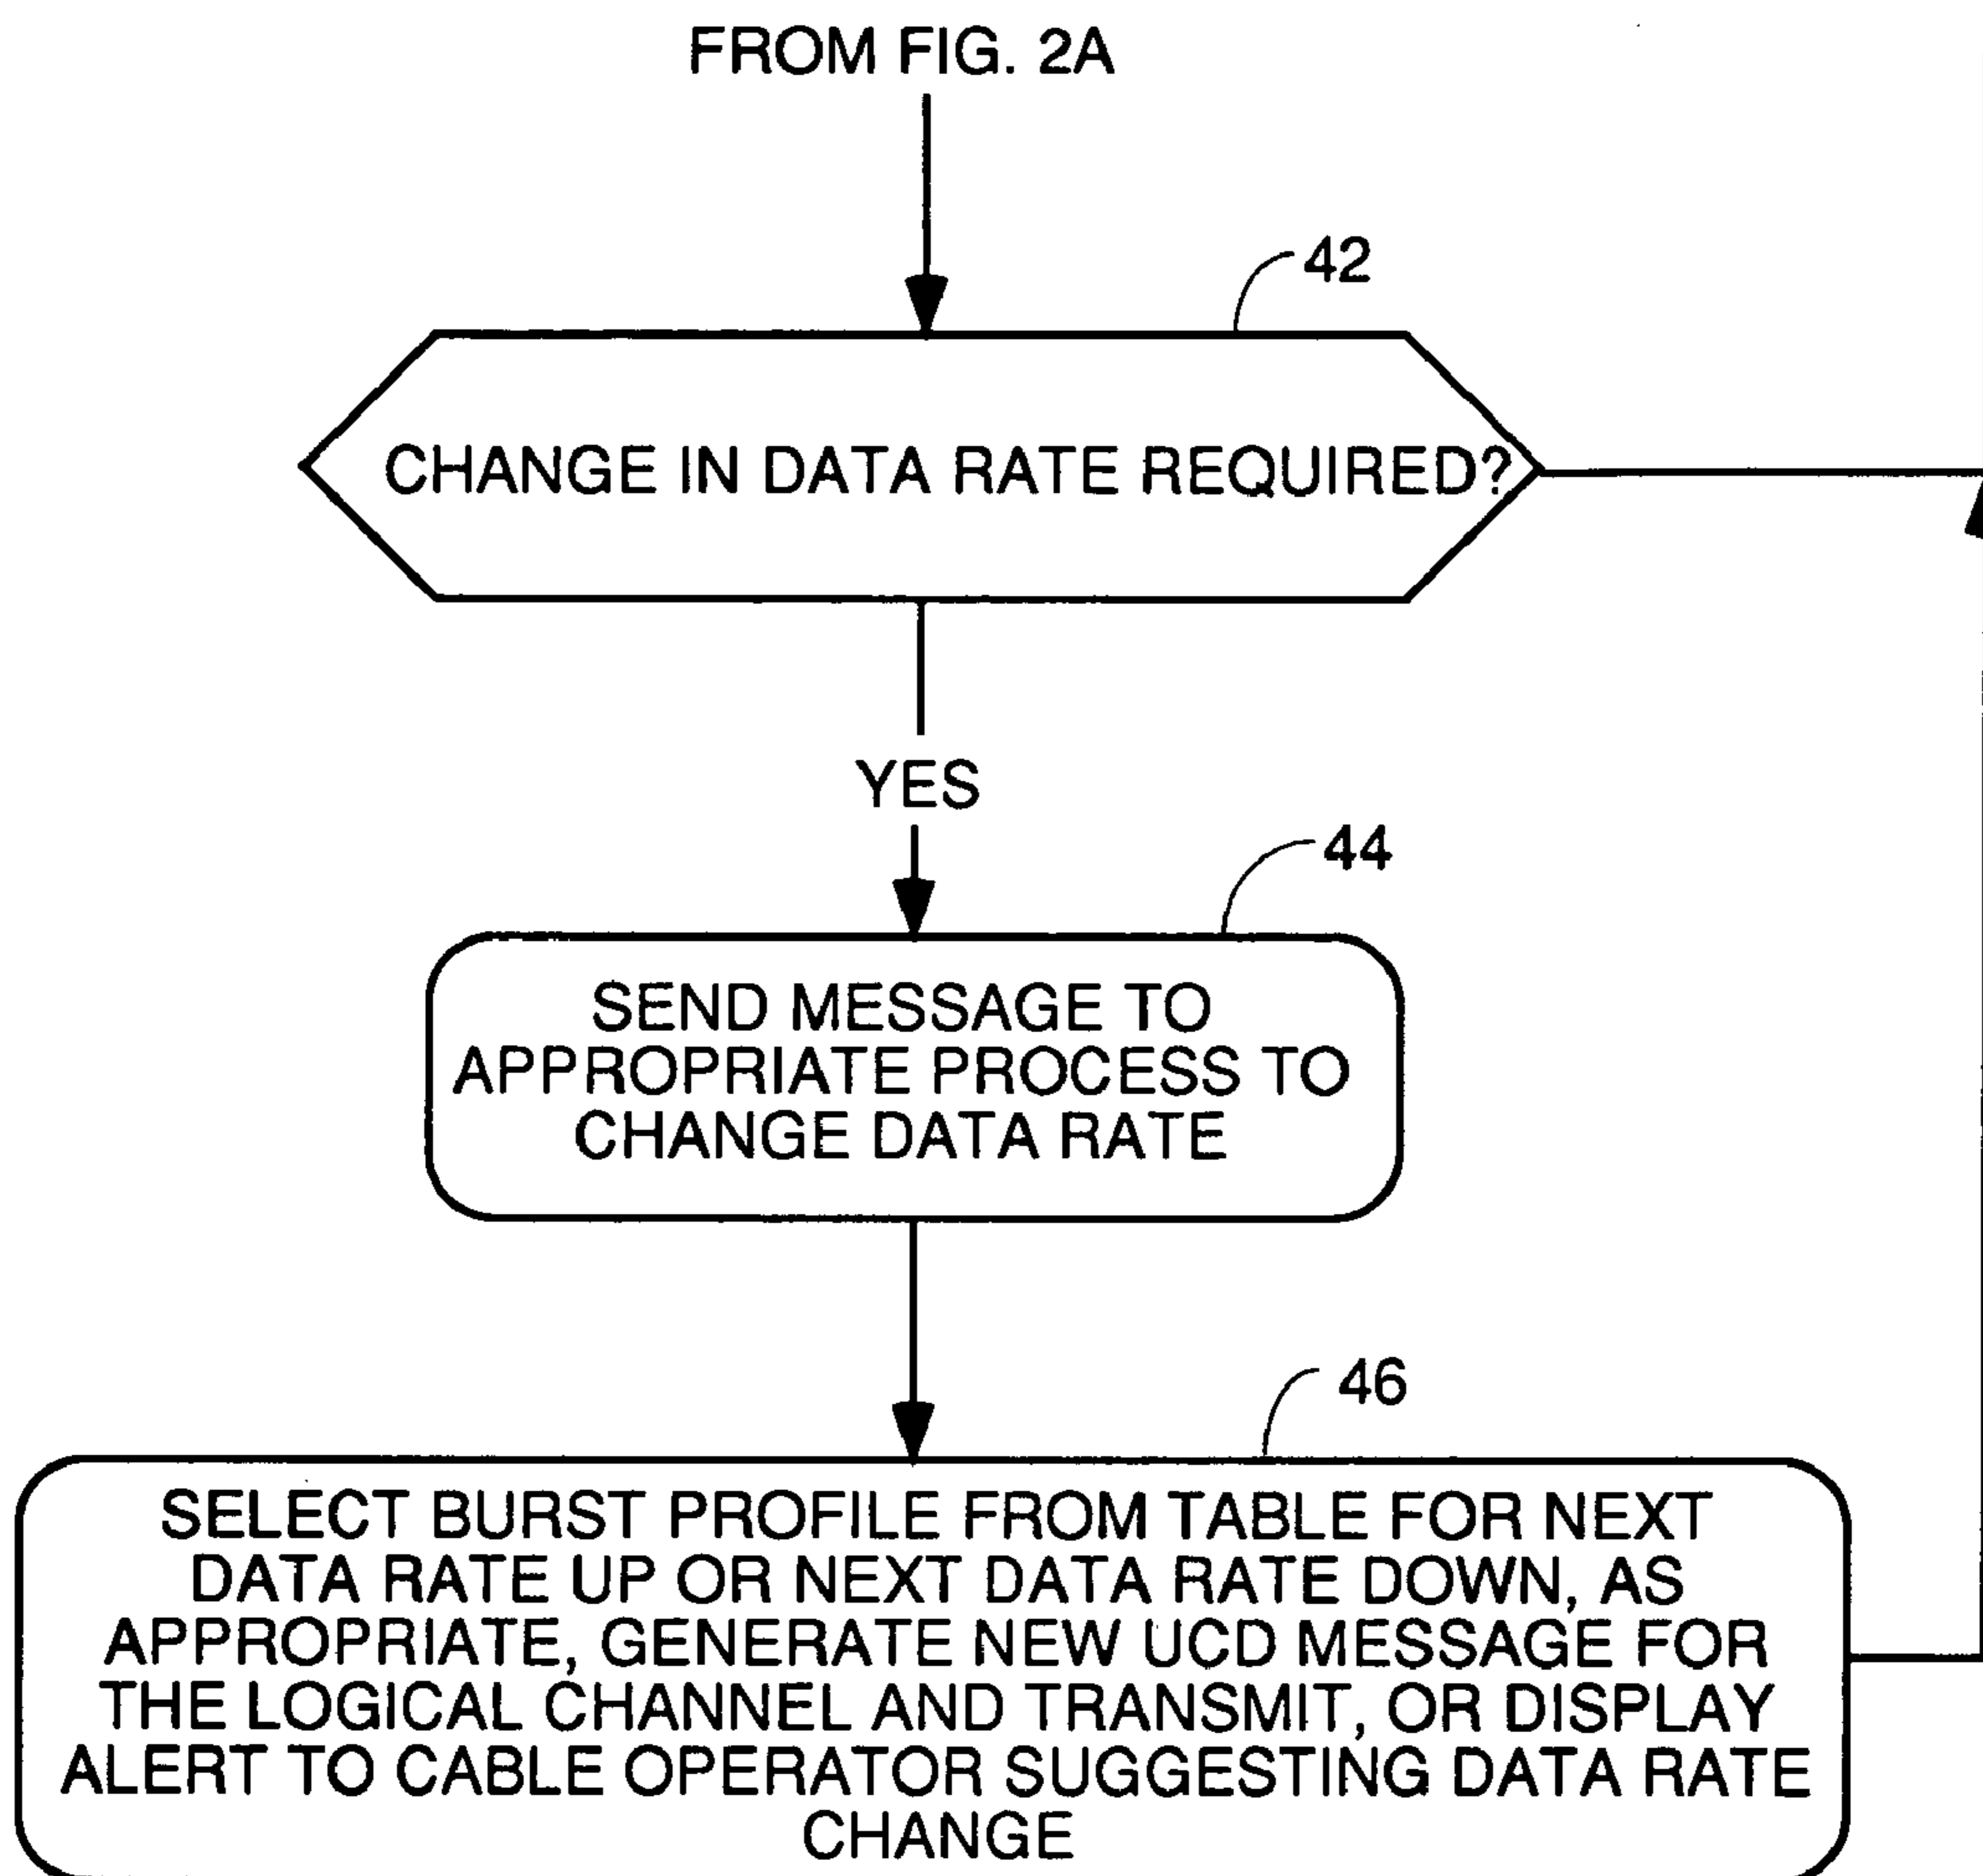 FROM FIG. 2A
42
CHANGE IN DATA RATE REQUIRED?
YES
44
SEND MESSAGE TO
APPROPRIATE PROCESS TO
CHANGE DATA RATE
46
SELECT BURST PROFILE FROM TABLE FOR NEXT
DATA RATE UP OR NEXT DATA RATE DOWN, AS
APPROPRIATE, GENERATE NEW UCD MESSAGE FOR
THE LOGICAL CHANNEL AND TRANSMIT, OR DISPLAY
ALERT TO CABLE OPERATOR SUGGESTING DATA RATE
CHANGE